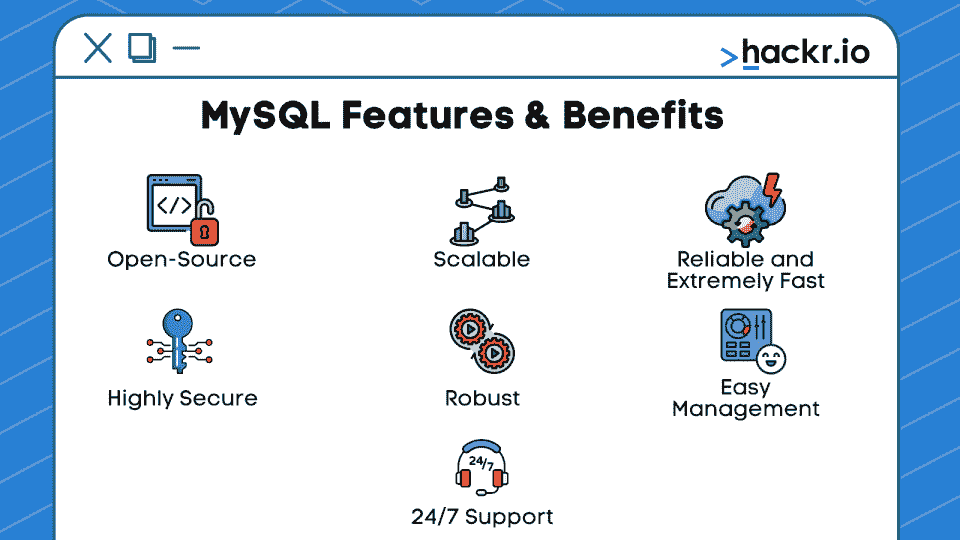 hackr.io
MySQL Features & Benefits
</>
Open-Source
Scalable
Reliable and
Extremely Fast
Highly Secure
Robust
Easy
Management
24/7
24/7 Support